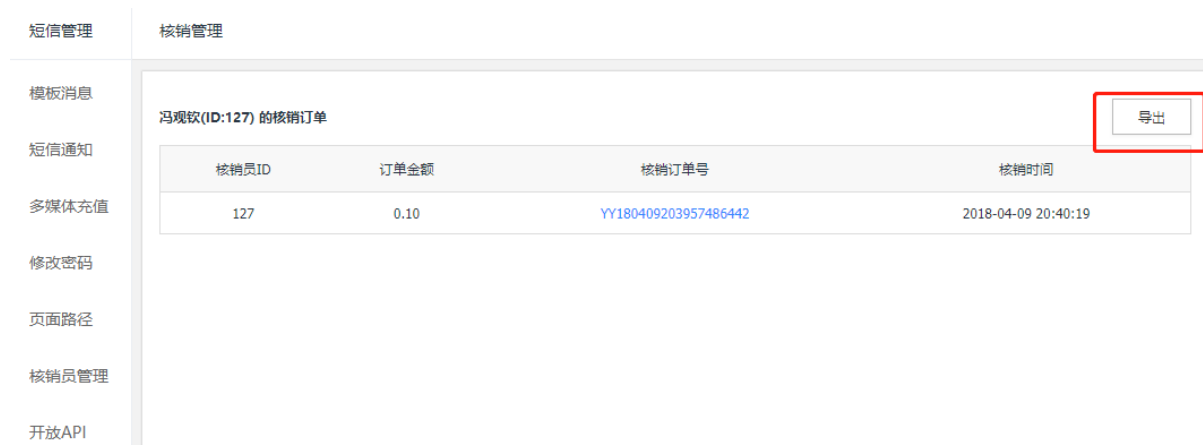 短信管理
核销管理
模板消息
短信通知
多媒体充值
修改密码
页面路径
核销员管理
开放API
冯观钦(ID:127) 的核销订单
导出
核销员ID 订单金额 核销订单号 核销时间
127 0.10 YY180409203957486442 2018-04-09 20:40:19